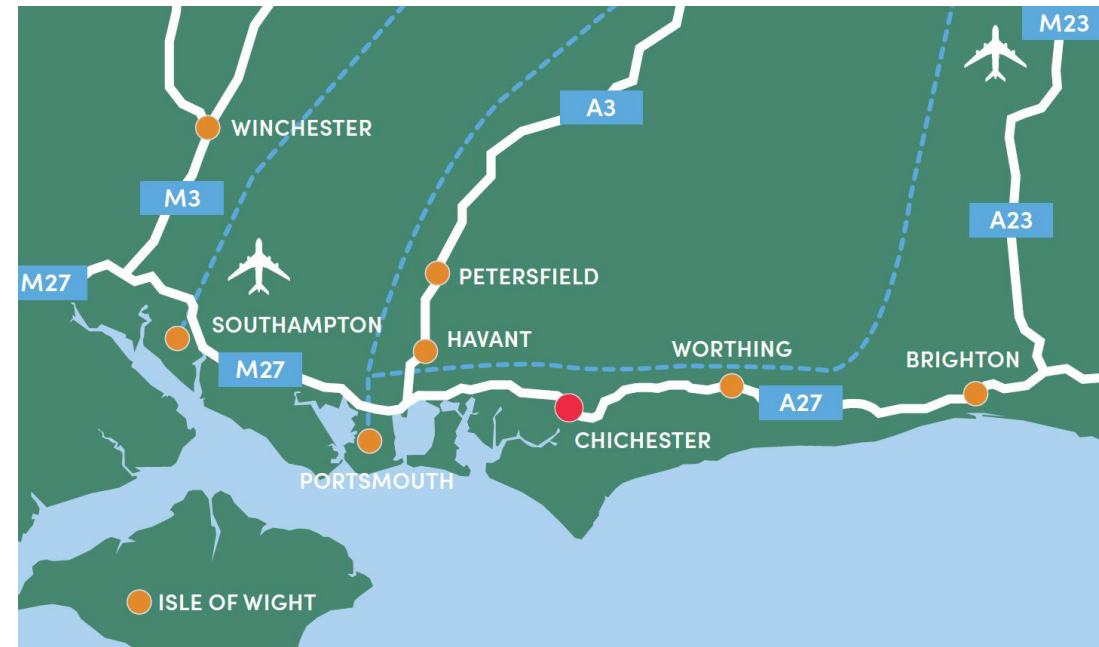 M23
A3
WINCHESTER
M3
A23
PETERSFIELD
M27
SOUTHAMPTON
HAVANT
WORTHING
BRIGHTON
M27
A27
CHICHESTER
PORTSMOUTH
ISLE OF WIGHT